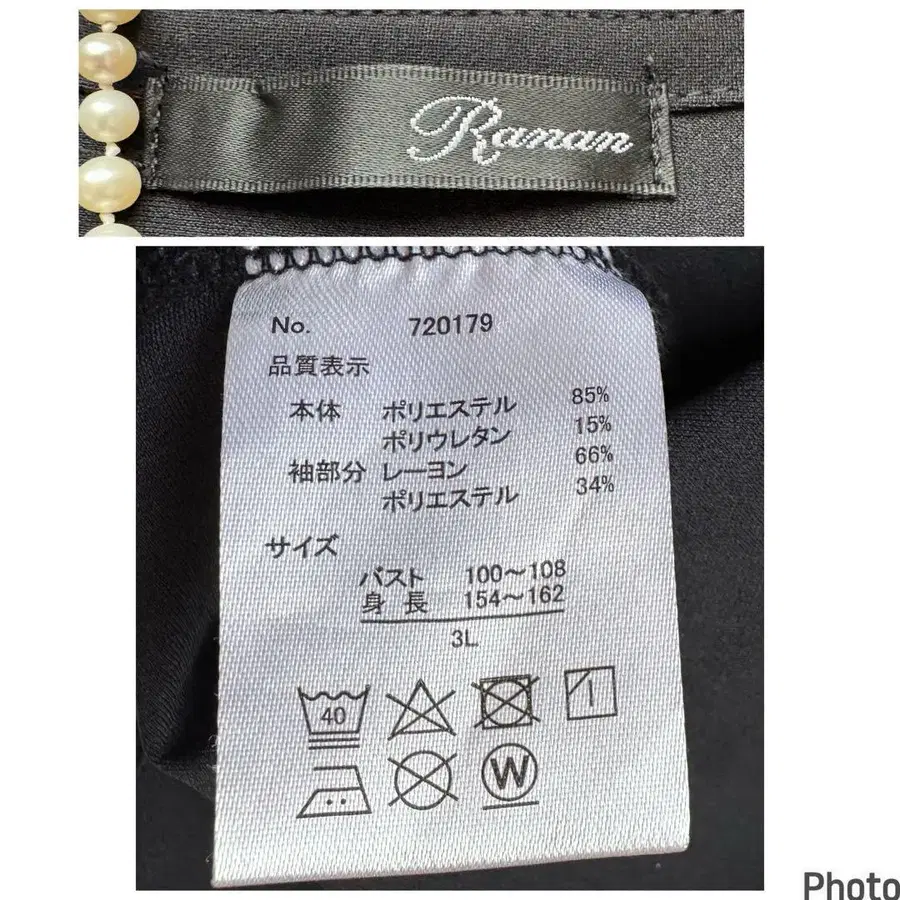 Ranan
No. 720179
品質表示
本体 ポリエステル 85%
ポリウレタン 15%
袖部分 レーヨン 66%
ポリエステル 34%
サイズ
バスト 100〜108
身長 154〜162
3L
40
W
Photo